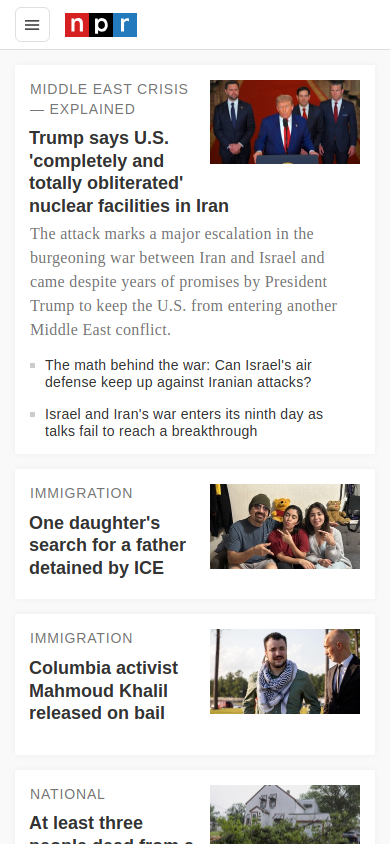 npr
MIDDLE EAST CRISIS
— EXPLAINED
Trump says U.S.
'completely and
totally obliterated'
nuclear facilities in Iran
The attack marks a major escalation in the
burgeoning war between Iran and Israel and
came despite years of promises by President
Trump to keep the U.S. from entering another
Middle East conflict.
The math behind the war: Can Israel's air
defense keep up against Iranian attacks?
Israel and Iran's war enters its ninth day as
talks fail to reach a breakthrough
IMMIGRATION
One daughter's
search for a father
detained by ICE
IMMIGRATION
Columbia activist
Mahmoud Khalil
released on bail
NATIONAL
At least three
people dead from a